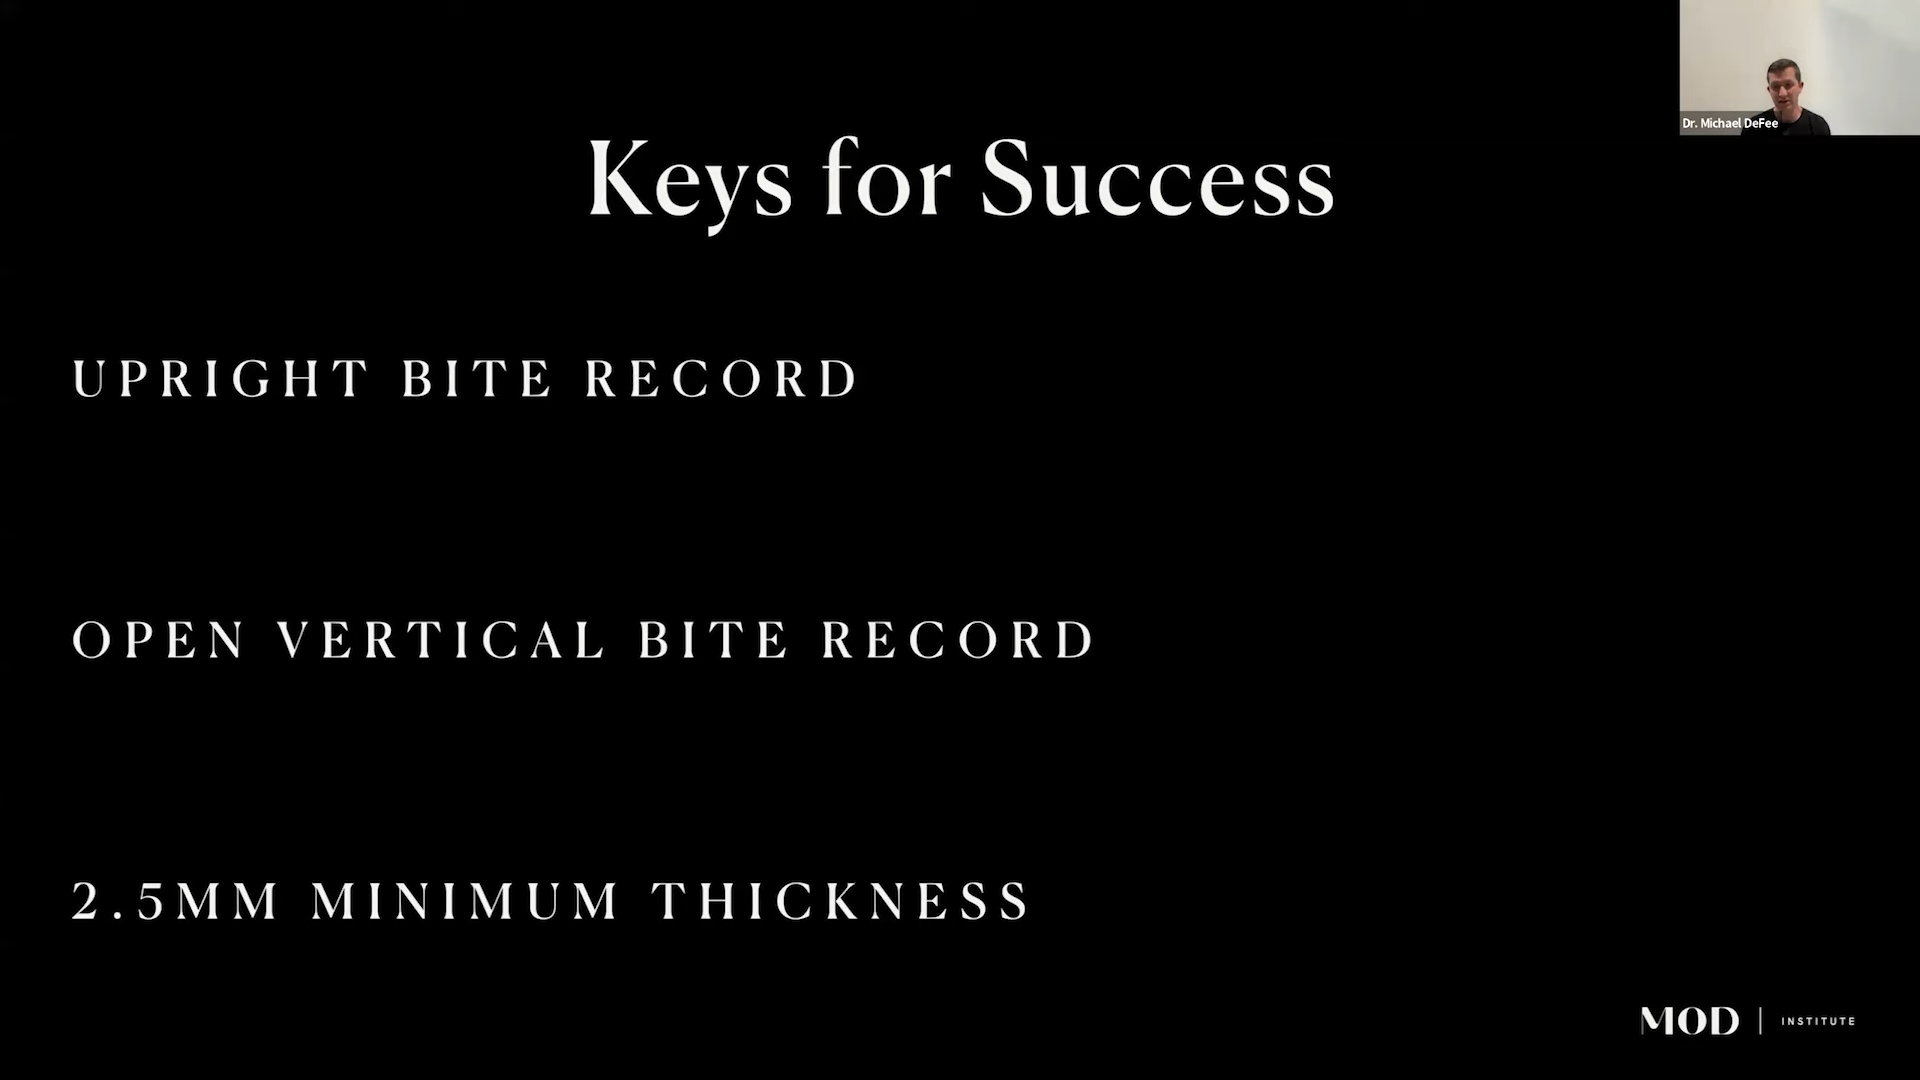 Dr. Michael DeFee
Keys for Success
UPRIGHT BITE RECORD
OPEN VERTICAL BITE RECORD
2.5MM MINIMUM THICKNESS
MOD | INSTITUTE